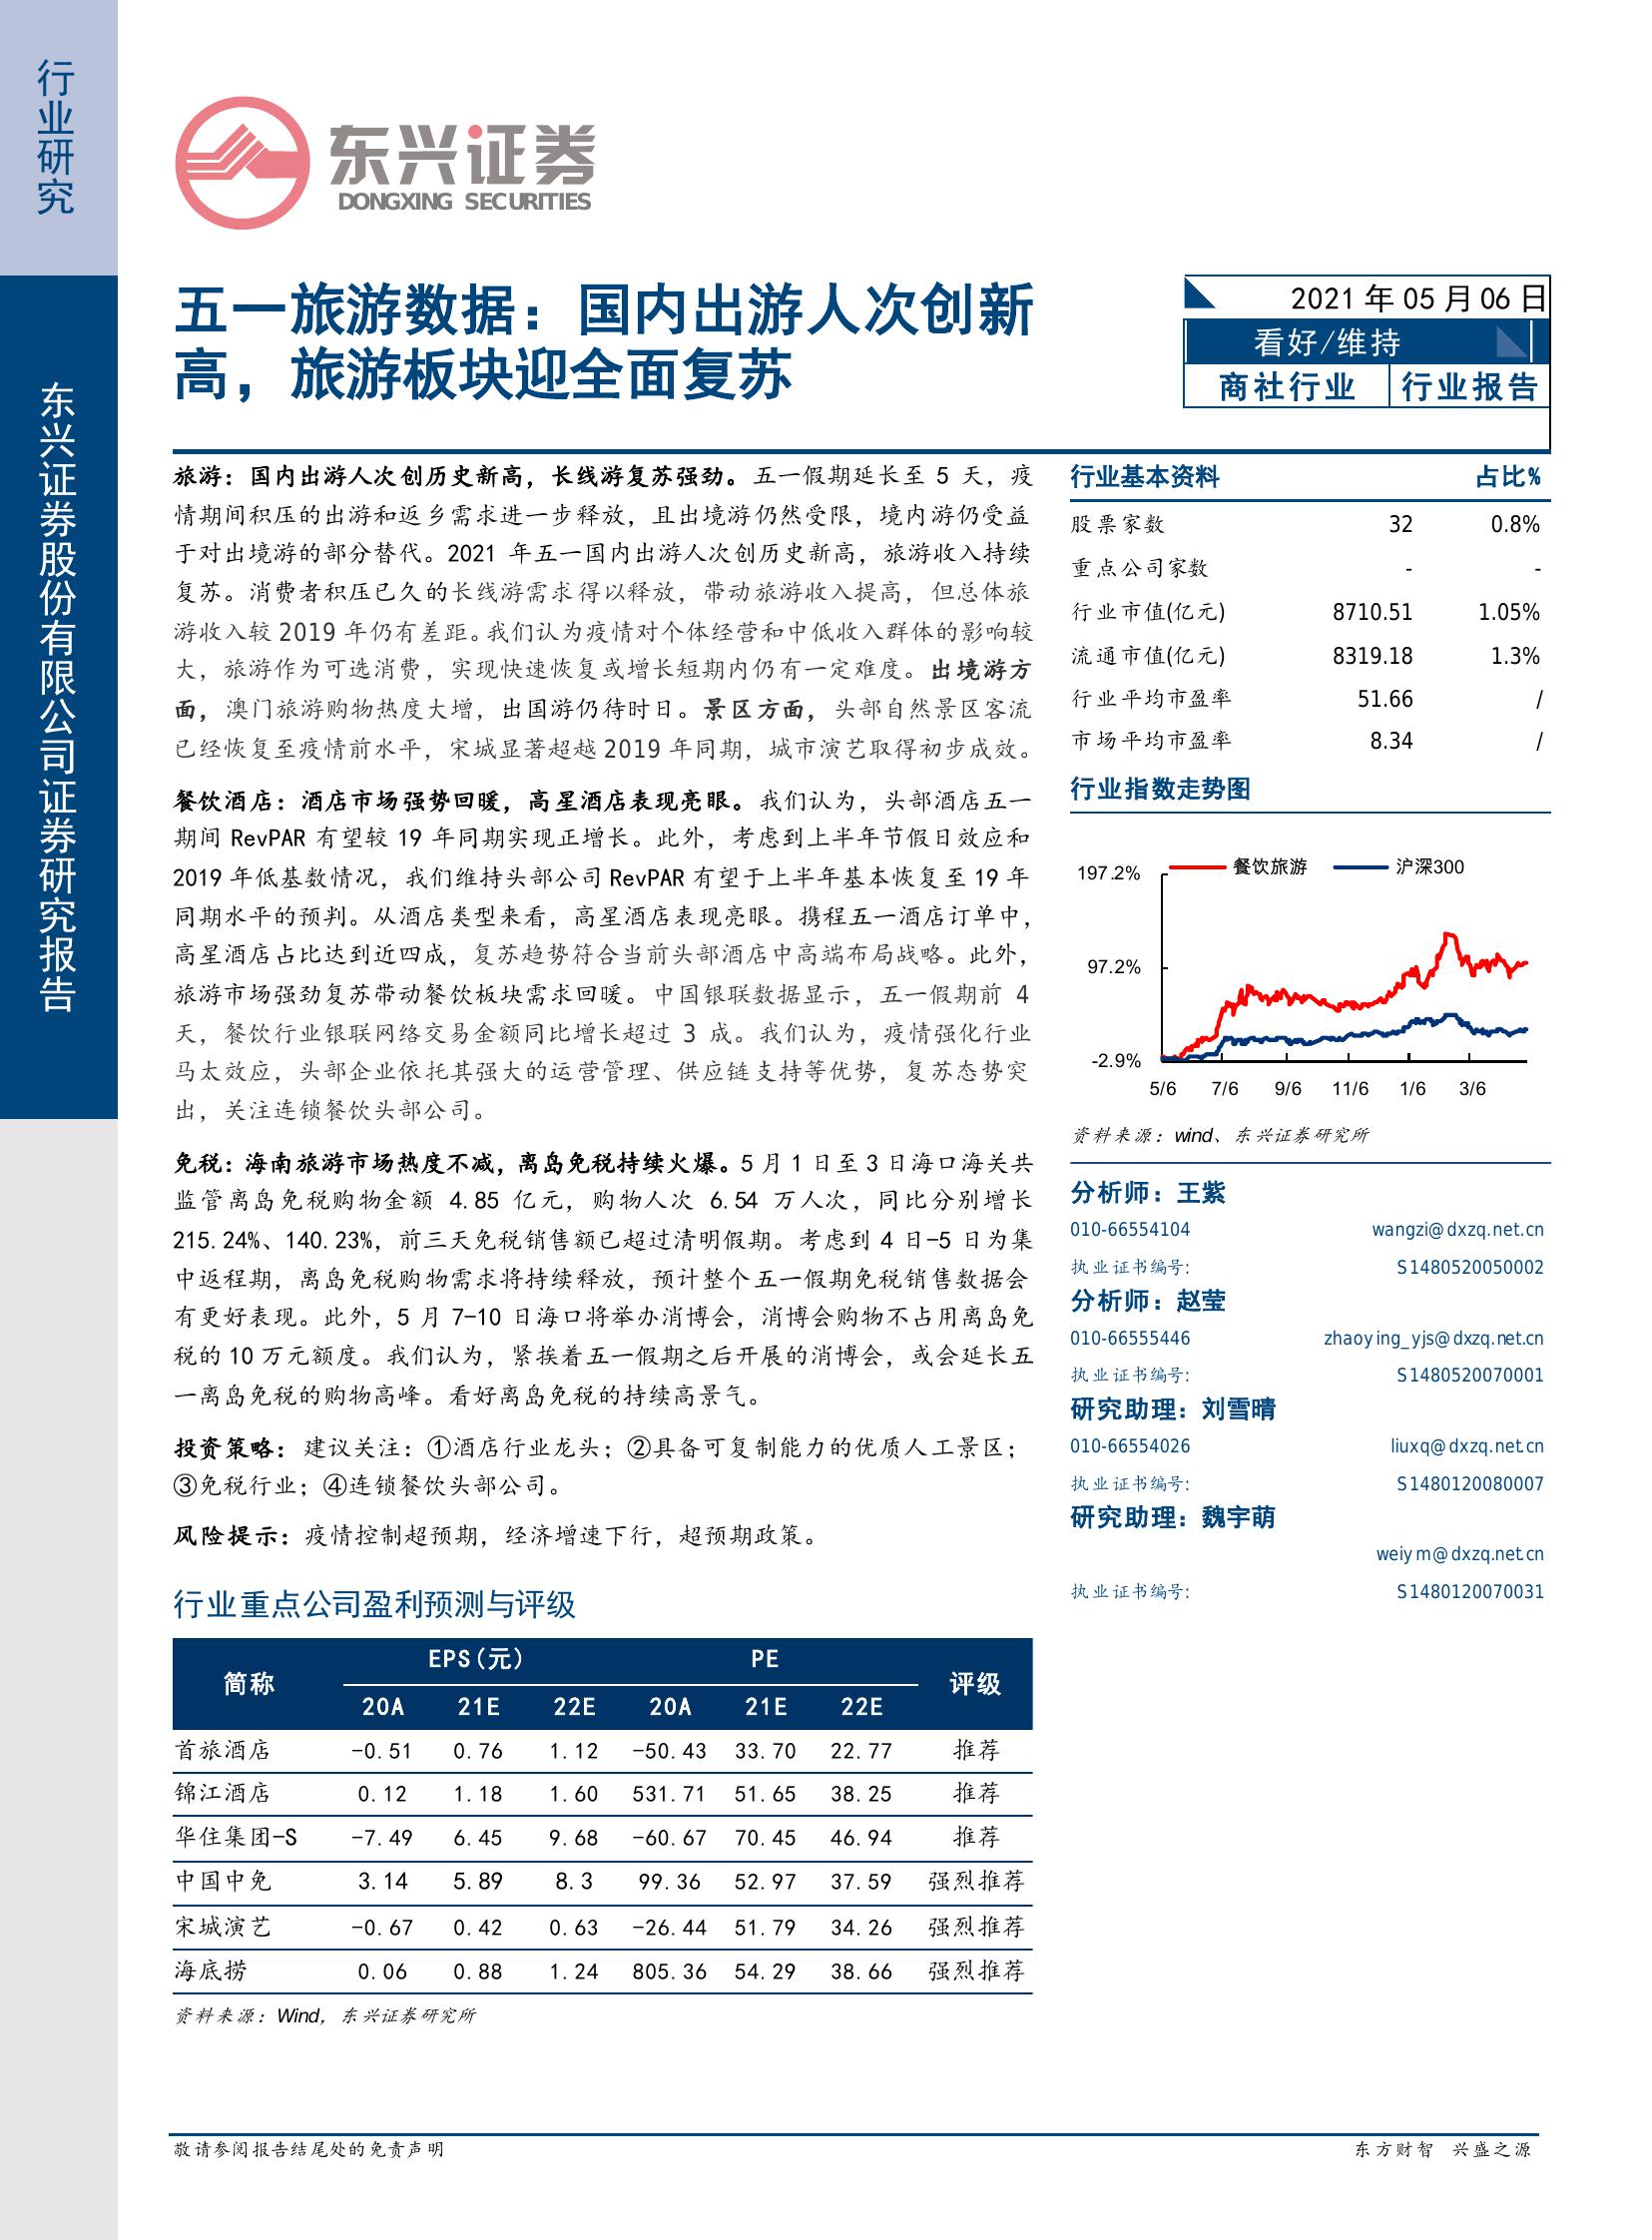 行业研究
东兴证券股份有限公司证券研究报告
东兴证券
DONGXING SECURITIES
五一旅游数据：国内出游人次创新
高，旅游板块迎全面复苏
2021 年 05 月 06 日
看好/维持
商社行业 行业报告
旅游：国内出游人次创历史新高，长线游复苏强劲。五一假期延长至 5 天，疫
情期间积压的出游和返乡需求进一步释放，且出境游仍然受限，境内游仍受益
于对出境游的部分替代。2021 年五一国内出游人次创历史新高，旅游收入持续
复苏。消费者积压已久的长线游需求得以释放，带动旅游收入提高，但总体旅
游收入较 2019 年仍有差距。我们认为疫情对个体经营和中低收入群体的影响较
大，旅游作为可选消费，实现快速恢复或增长短期内仍有一定难度。出境游方
面，澳门旅游购物热度大增，出国游仍待时日。景区方面，头部自然景区客流
已经恢复至疫情前水平，宋城显著超越 2019 年同期，城市演艺取得初步成效。
餐饮酒店：酒店市场强势回暖，高星酒店表现亮眼。我们认为，头部酒店五一
期间 RevPAR 有望较 19 年同期实现正增长。此外，考虑到上半年节假日效应和
2019 年低基数情况，我们维持头部公司 RevPAR 有望于上半年基本恢复至 19 年
同期水平的预判。从酒店类型来看，高星酒店表现亮眼。携程五一酒店订单中，
高星酒店占比达到近四成，复苏趋势符合当前头部酒店中高端布局战略。此外，
旅游市场强劲复苏带动餐饮板块需求回暖。中国银联数据显示，五一假期前 4
天，餐饮行业银联网络交易金额同比增长超过 3 成。我们认为，疫情强化行业
马太效应，头部企业依托其强大的运营管理、供应链支持等优势，复苏态势突
出，关注连锁餐饮头部公司。
免税：海南旅游市场热度不减，离岛免税持续火爆。5 月 1 日至 3 日海口海关共
监管离岛免税购物金额 4.85 亿元，购物人次 6.54 万人次，同比分别增长
215.24%、140.23%，前三天免税销售额已超过清明假期。考虑到 4 日-5 日为集
中返程期，离岛免税购物需求将持续释放，预计整个五一假期免税销售数据会
有更好表现。此外，5 月 7-10 日海口将举办消博会，消博会购物不占用离岛免
税的 10 万元额度。我们认为，紧挨着五一假期之后开展的消博会，或会延长五
一离岛免税的购物高峰。看好离岛免税的持续高景气。
投资策略：建议关注：①酒店行业龙头；②具备可复制能力的优质人工景区；
③免税行业；④连锁餐饮头部公司。
风险提示：疫情控制超预期，经济增速下行，超预期政策。
行业重点公司盈利预测与评级
简称 EPS(元) PE 评级
20A 21E 22E 20A 21E 22E
首旅酒店 -0.51 0.76 1.12 -50.43 33.70 22.77 推荐
锦江酒店 0.12 1.18 1.60 531.71 51.65 38.25 推荐
华住集团-S -7.49 6.45 9.68 -60.67 70.45 46.94 推荐
中国中免 3.14 5.89 8.3 99.36 52.97 37.59 强烈推荐
宋城演艺 -0.67 0.42 0.63 -26.44 51.79 34.26 强烈推荐
海底捞 0.06 0.88 1.24 805.36 54.29 38.66 强烈推荐
资料来源：Wind，东兴证券研究所
行业基本资料 占比%
股票家数 32 0.8%
重点公司家数 - -
行业市值(亿元) 8710.51 1.05%
流通市值(亿元) 8319.18 1.3%
行业平均市盈率 51.66 /
市场平均市盈率 8.34 /
行业指数走势图
餐饮旅游 沪深300
197.2%
97.2%
-2.9%
5/6 7/6 9/6 11/6 1/6 3/6
资料来源：wind、东兴证券研究所
分析师：王紫
010-66554104 wangzi@dxzq.net.cn
执业证书编号: S1480520050002
分析师：赵莹
010-66555446 zhaoying_yjs@dxzq.net.cn
执业证书编号: S1480520070001
研究助理：刘雪晴
010-66554026 liuxq@dxzq.net.cn
执业证书编号: S1480120080007
研究助理：魏宇萌
weiym@dxzq.net.cn
执业证书编号: S1480120070031
敬请参阅报告结尾处的免责声明
东方财智 兴盛之源